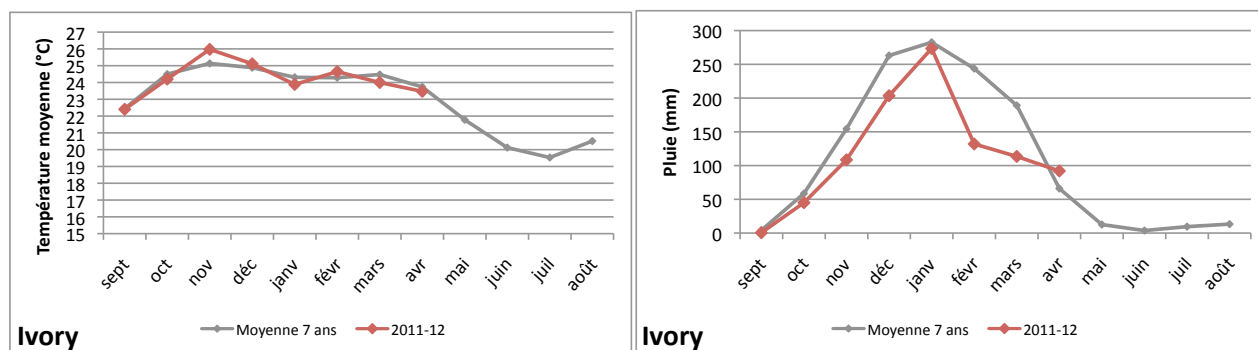 Température moyenne (°C)
27
26
25
24
23
22
21
20
19
18
17
16
15
sept
oct
nov
déc
janv
févr
mars
avr
mai
juin
juil
août
Ivory
Moyenne 7 ans
2011-12
Pluie (mm)
300
250
200
150
100
50
0
sept
oct
nov
déc
janv
févr
mars
avr
mai
juin
juil
août
Ivory
Moyenne 7 ans
2011-12